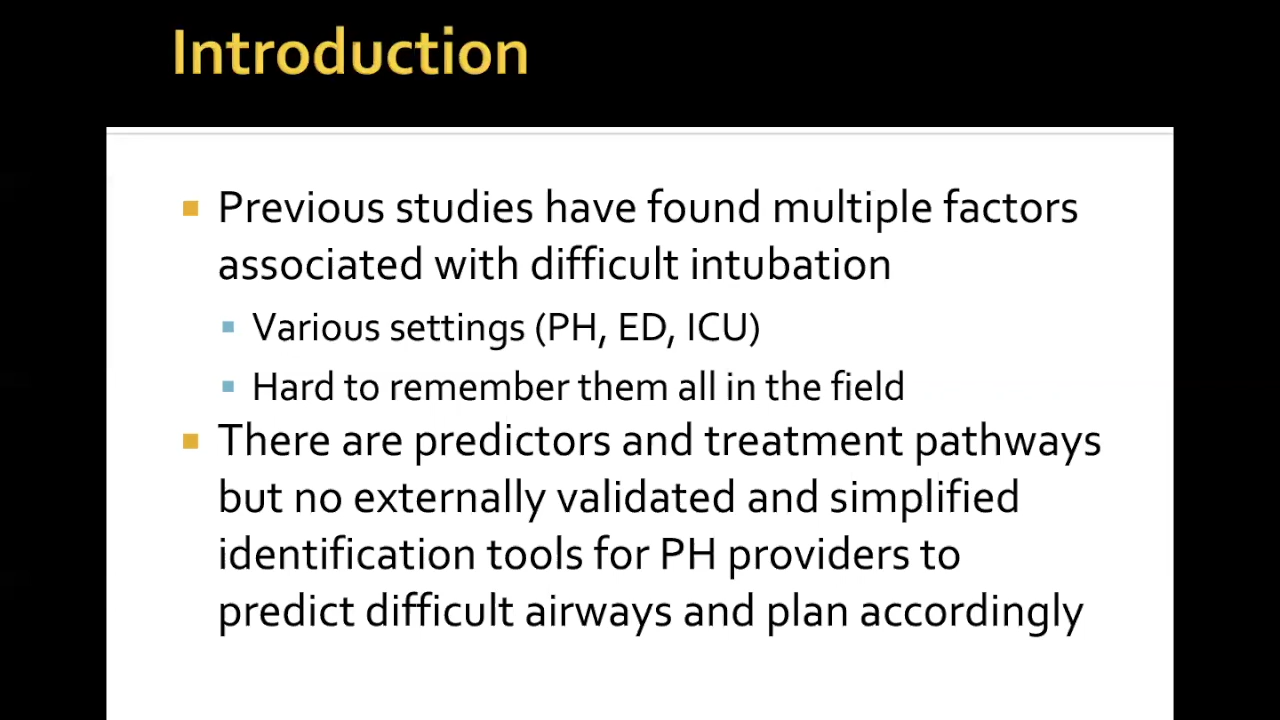 Introduction
Previous studies have found multiple factors
associated with difficult intubation
Various settings (PH, ED, ICU)
Hard to remember them all in the field
There are predictors and treatment pathways
but no externally validated and simplified
identification tools for PH providers to
predict difficult airways and plan accordingly